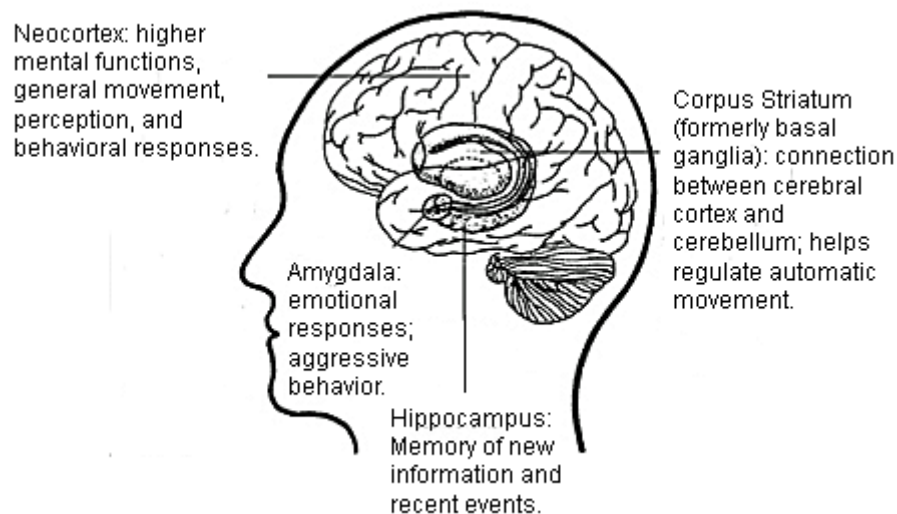 Neocortex: higher
mental functions,
general movement,
perception, and
behavioral responses.
Corpus Striatum
(formerly basal
ganglia): connection
between cerebral
cortex and
cerebellum; helps
regulate automatic
movement.
Amygdala:
emotional
responses;
aggressive
behavior.
Hippocampus:
Memory of new
information and
recent events.